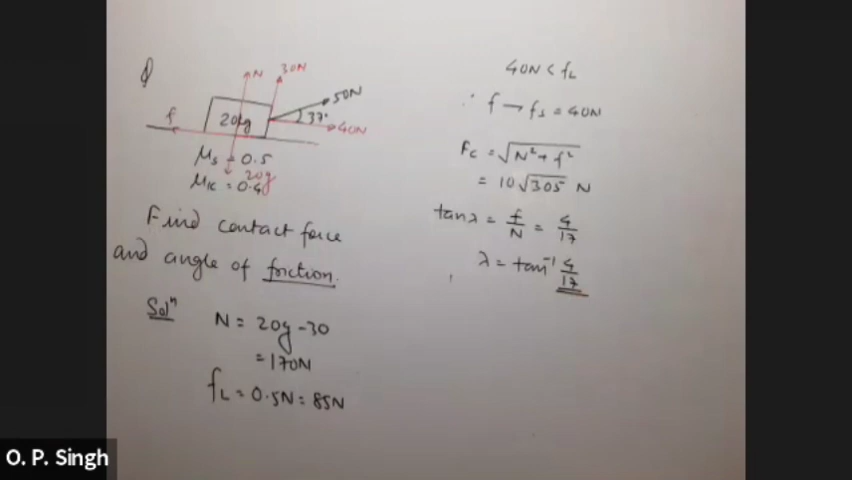 Q
N
30N
50N
f
20kg
37°
40N
μs = 0.5
20g
μk = 0.4
Find contact force
and angle of friction.
Solⁿ
N = 20g - 30
= 170N
fL = 0.5N = 85N
40N < fL
∴ f → fs = 40N
Fc = √N² + f²
= 10√305 N
tanλ = f/N = 4/17
λ = tan⁻¹ 4/17
O. P. Singh